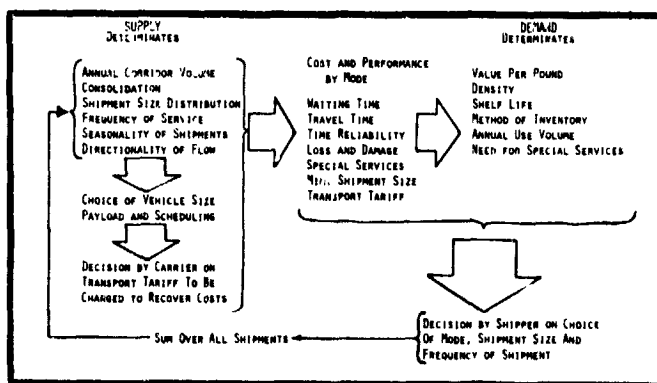 SUPPLY
DETERMINATES
ANNUAL CORRIDOR VOLUME
CONSOLIDATION
SHIPMENT SIZE DISTRIBUTION
FREQUENCY OF SERVICE
SEASONALITY OF SHIPMENTS
DIRECTIONALITY OF FLOW
CHOICE OF VEHICLE SIZE
PAYLOAD AND SCHEDULING
DECISION BY CARRIER ON
TRANSPORT TARIFF TO BE
CHARGED TO RECOVER COSTS
COST AND PERFORMANCE
BY MODE
WAITING TIME
TRAVEL TIME
TIME RELIABILITY
LOSS AND DAMAGE
SPECIAL SERVICES
MIN. SHIPMENT SIZE
TRANSPORT TARIFF
DEMAND
DETERMINATES
VALUE PER POUND
DENSITY
SHELF LIFE
METHOD OF INVENTORY
ANNUAL USE VOLUME
NEED FOR SPECIAL SERVICES
DECISION BY SHIPPER ON CHOICE
OF MODE, SHIPMENT SIZE AND
FREQUENCY OF SHIPMENT
SUM OVER ALL SHIPMENTS